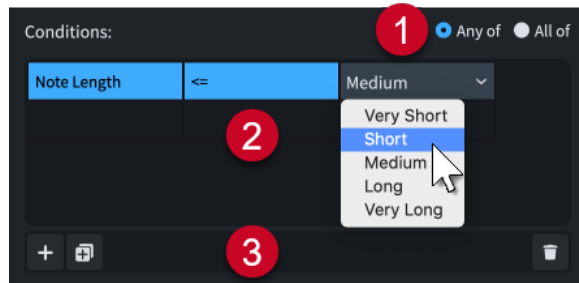 Conditions:
1
Any of
All of
Note Length
<=
Medium
2
Very Short
Short
Medium
Long
Very Long
3